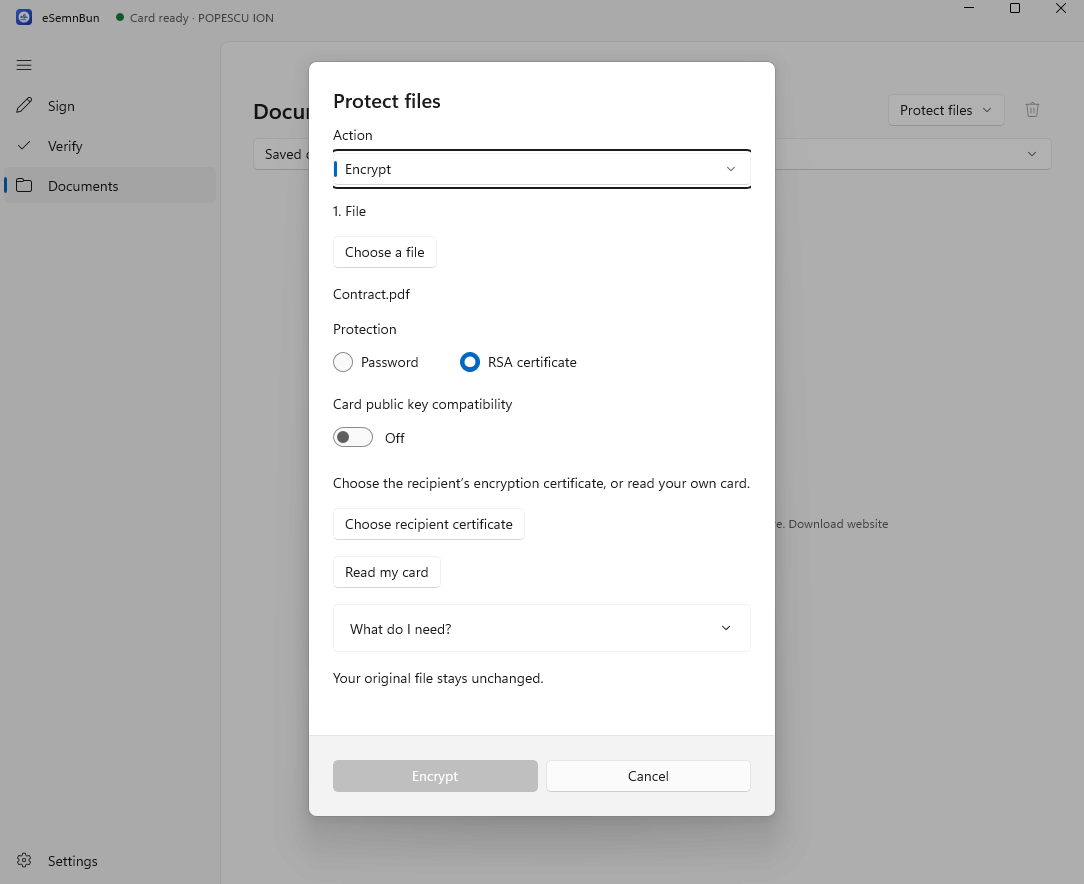 eSemnBun
Card ready · POPESCU ION
Sign
Verify
Documents
Settings
Protect files
Saved
Protect files
Action
Encrypt
1. File
Choose a file
Contract.pdf
Protection
Password
RSA certificate
Card public key compatibility
Off
Choose the recipient’s encryption certificate, or read your own card.
Choose recipient certificate
Read my card
What do I need?
Your original file stays unchanged.
Encrypt
Cancel
Download website